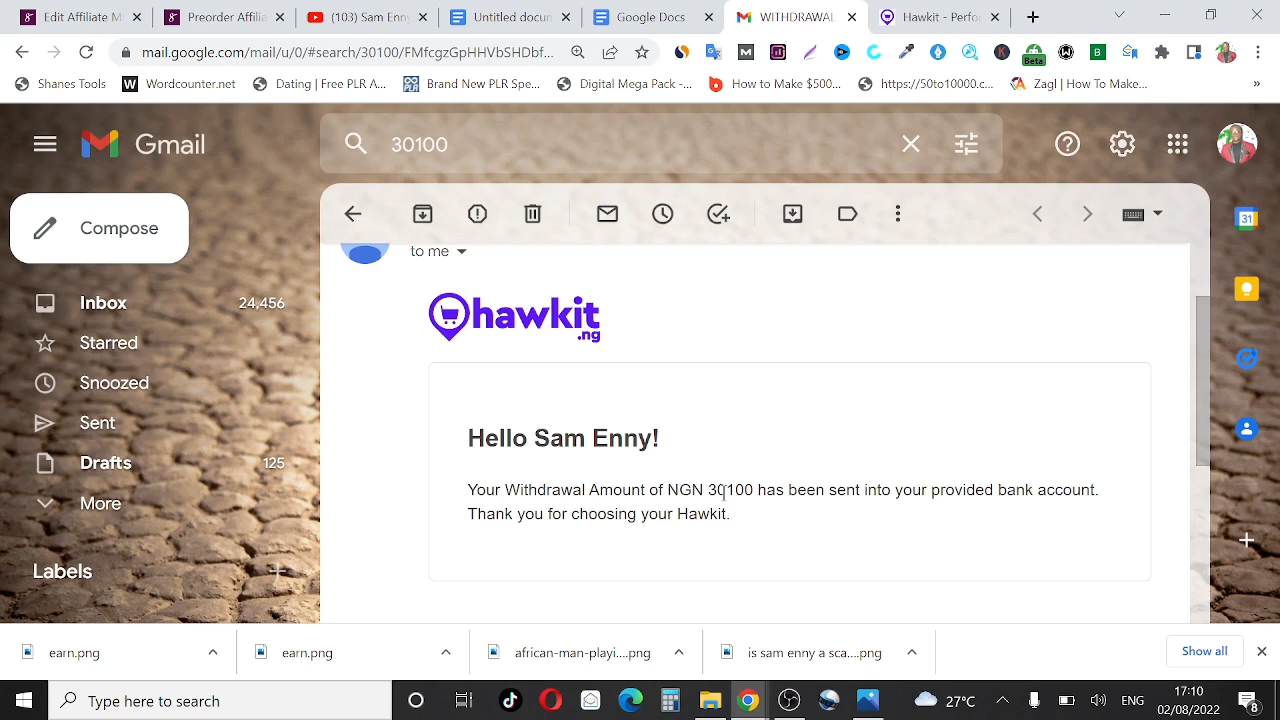 Edit Affiliate M
Preorder Affilia
(103) Sam Enny
Untitled docun
Google Docs
WITHDRAWAL
Hawkit - Perfo
mail.google.com/mail/u/0/#search/30100/FMfcgzGpHHVbSHDbf...
Beta
Shanes Tools
Wordcounter.net
Dating | Free PLR A...
Brand New PLR Spe...
Digital Mega Pack -...
How to Make $500...
https://50to10000.c...
Zagl | How To Make...
»
Gmail
30100
Compose
Inbox 24,456
Starred
Snoozed
Sent
Drafts 125
More
Labels
to me
hawkit
.ng
Hello Sam Enny!
Your Withdrawal Amount of NGN 30100 has been sent into your provided bank account.
Thank you for choosing your Hawkit.
31
earn.png
earn.png
african-man-playi....png
is sam enny a sca....png
Show all
Type here to search
27°C
ENG
17:10
02/08/2022
8